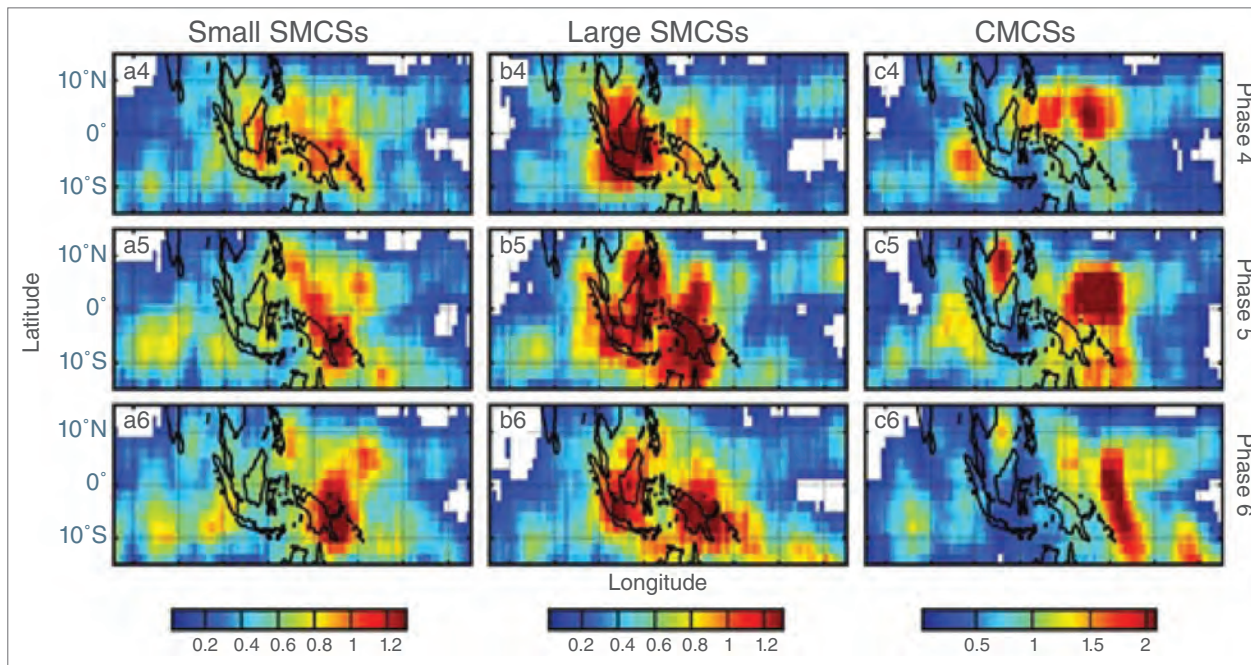 Small SMCSs Large SMCSs CMCSs
10°N a4 b4 c4
0°
10°S
Phase 4
10°N a5 b5 c5
0°
10°S
Phase 5
Latitude
10°N a6 b6 c6
0°
10°S
Phase 6
Longitude
0.2 0.4 0.6 0.8 1 1.2 0.2 0.4 0.6 0.8 1 1.2 0.5 1 1.5 2